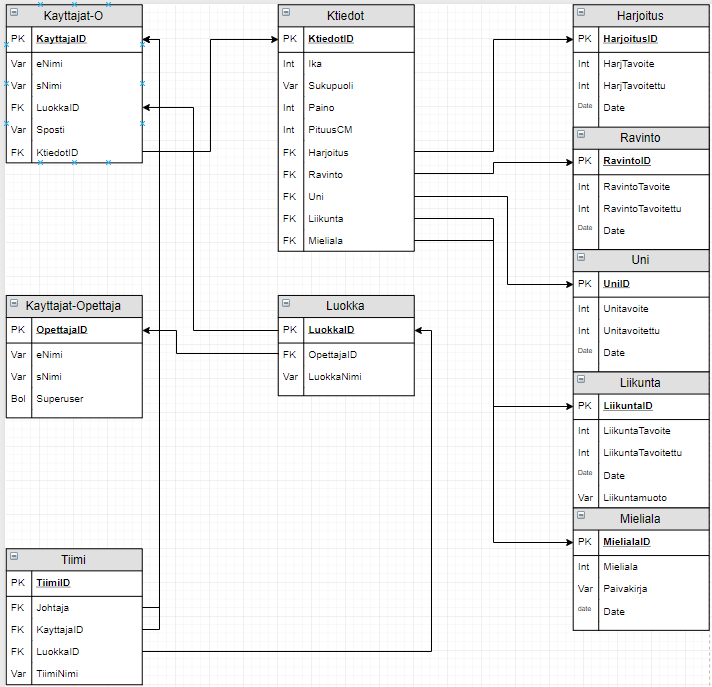 Kayttajat-O
PK KayttajaID
Var eNimi
Var sNimi
FK LuokkaID
Var Sposti
FK KtiedotID
Ktiedot
PK KtiedotID
Int Ika
Var Sukupuoli
Int Paino
Int PituusCM
FK Harjoitus
FK Ravinto
FK Uni
FK Liikunta
FK Mieliala
Harjoitus
PK HarjoitusID
Int HarjTavoite
Int HarjTavoitettu
Date Date
Ravinto
PK RavintoID
Int RavintoTavoite
Int RavintoTavoitettu
Date Date
Uni
PK UniID
Int Unitavoite
Int Unitavoitettu
Date Date
Liikunta
PK LiikuntaID
Int LiikuntaTavoite
Int LiikuntaTavoitettu
Date Date
Var Liikuntamuoto
Mieliala
PK MielialaID
Int Mieliala
Var Paivakirja
date Date
Kayttajat-Opettaja
PK OpettajaID
Var eNimi
Var sNimi
Bol Superuser
Luokka
PK LuokkaID
FK OpettajaID
Var LuokkaNimi
Tiimi
PK TiimiID
FK Johtaja
FK KayttajaID
FK LuokkaID
Var TiimiNimi